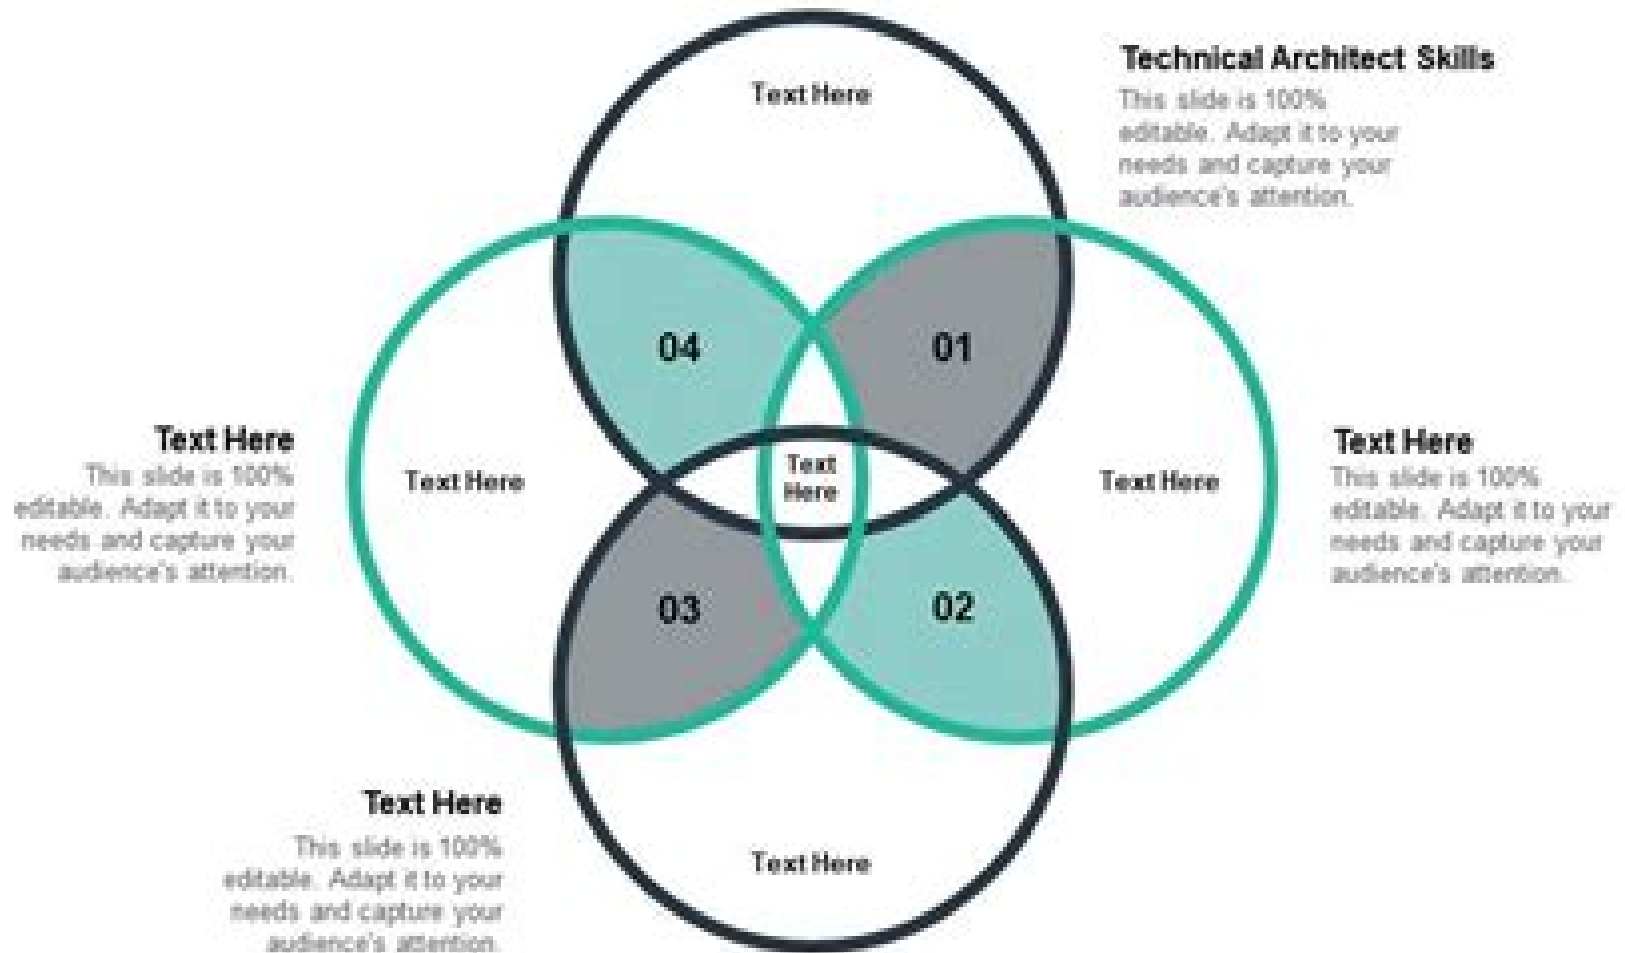 Text Here
Technical Architect Skills
This slide is 100%
editable. Adapt it to your
needs and capture your
audience's attention.
04
01
Text Here
This slide is 100%
editable. Adapt it to your
needs and capture your
audience's attention.
Text Here
Text
Here
Text Here
Text Here
This slide is 100%
editable. Adapt it to your
needs and capture your
audience's attention.
03
02
Text Here
This slide is 100%
editable. Adapt it to your
needs and capture your
audience's attention.
Text Here